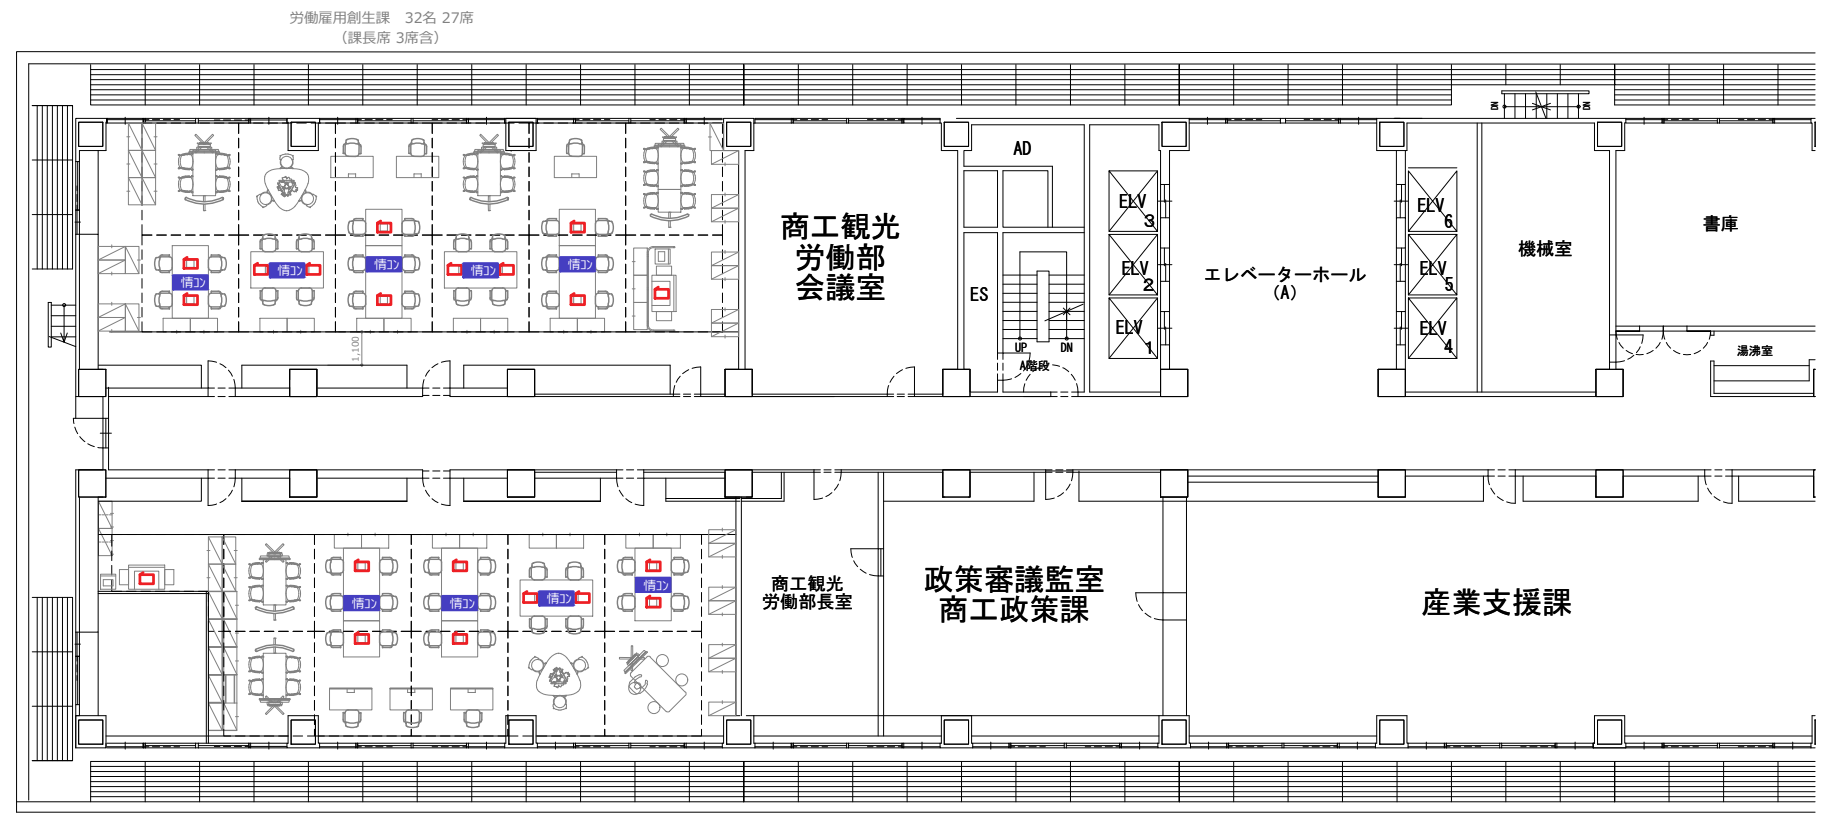 労働雇用創生課　32名 27席
（課長席 3席含）
DN
DN
AD
商工観光
労働部
会議室
ELV
3
ELV
6
書庫
機械室
情コン
情コン
情コン
情コン
情コン
エレベーターホール
（A）
ELV
2
ELV
5
ES
ELV
1
ELV
4
UP
DN
A階段
1,100
湯沸室
情コン
情コン
情コン
情コン
商工観光
労働部長室
政策審議監室
商工政策課
産業支援課